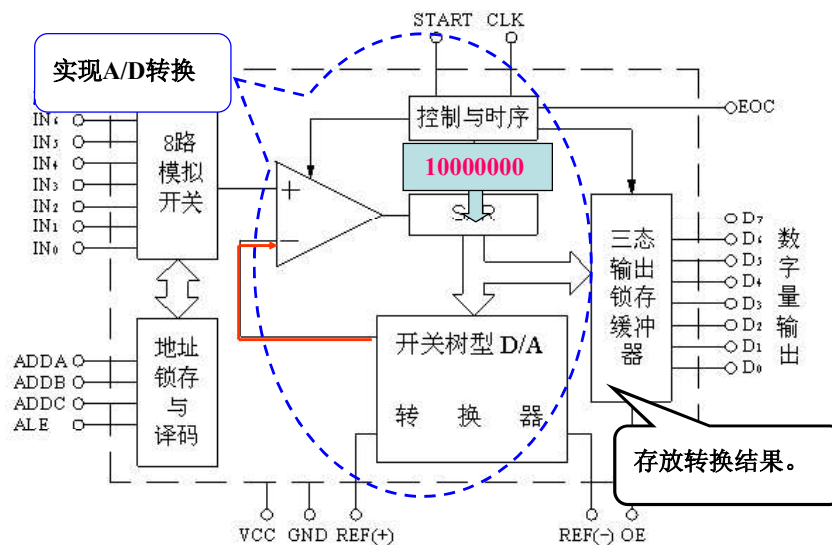 START CLK
实现A/D转换
控制与时序
EOC
10000000
IN₆
IN₅
IN₄
IN₃
IN₂
IN₁
IN₀
8路
模拟
开关
+
−
三态
输出
锁存
缓冲
器
D₇
D₆
D₅
D₄
D₃
D₂
D₁
D₀
数
字
量
输
出
ADDA
ADDB
ADDC
ALE
地址
锁存
与
译码
开关树型 D/A
转 换 器
存放转换结果。
VCC GND REF(+) REF(−) OE